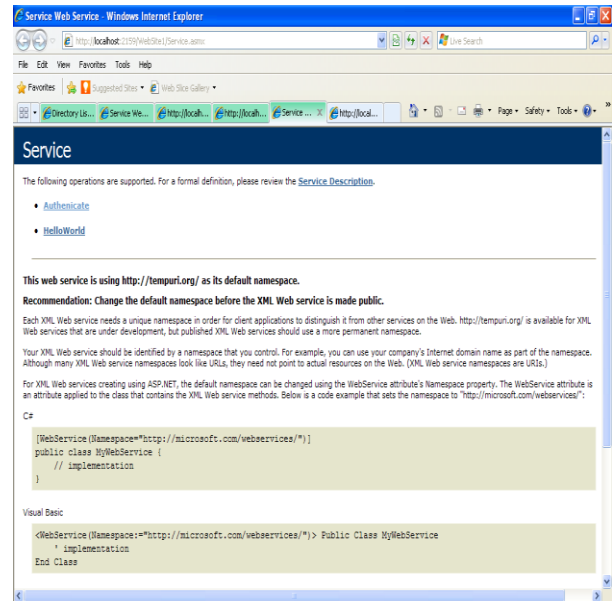 Service Web Service - Windows Internet Explorer
http://localhost:2159/WebSite1/Service.asmx
Live Search
File Edit View Favorites Tools Help
Favorites Suggested Sites Web Slice Gallery
Directory Lis... Service We... http://localh... http://localh... Service ... X http://local... Page Safety Tools
Service
The following operations are supported. For a formal definition, please review the Service Description.
Authenicate
HelloWorld
This web service is using http://tempuri.org/ as its default namespace.
Recommendation: Change the default namespace before the XML Web service is made public.
Each XML Web service needs a unique namespace in order for client applications to distinguish it from other services on the Web. http://tempuri.org/ is available for XML
Web services that are under development, but published XML Web services should use a more permanent namespace.
Your XML Web service should be identified by a namespace that you control. For example, you can use your company's Internet domain name as part of the namespace.
Although many XML Web service namespaces look like URLs, they need not point to actual resources on the Web. (XML Web service namespaces are URIs.)
For XML Web services creating using ASP.NET, the default namespace can be changed using the WebService attribute's Namespace property. The WebService attribute is
an attribute applied to the class that contains the XML Web service methods. Below is a code example that sets the namespace to "http://microsoft.com/webservices/":
C#
[WebService(Namespace="http://microsoft.com/webservices/")]
public class MyWebService {
// implementation
}
Visual Basic
<WebService(Namespace:="http://microsoft.com/webservices/")> Public Class MyWebService
' implementation
End Class